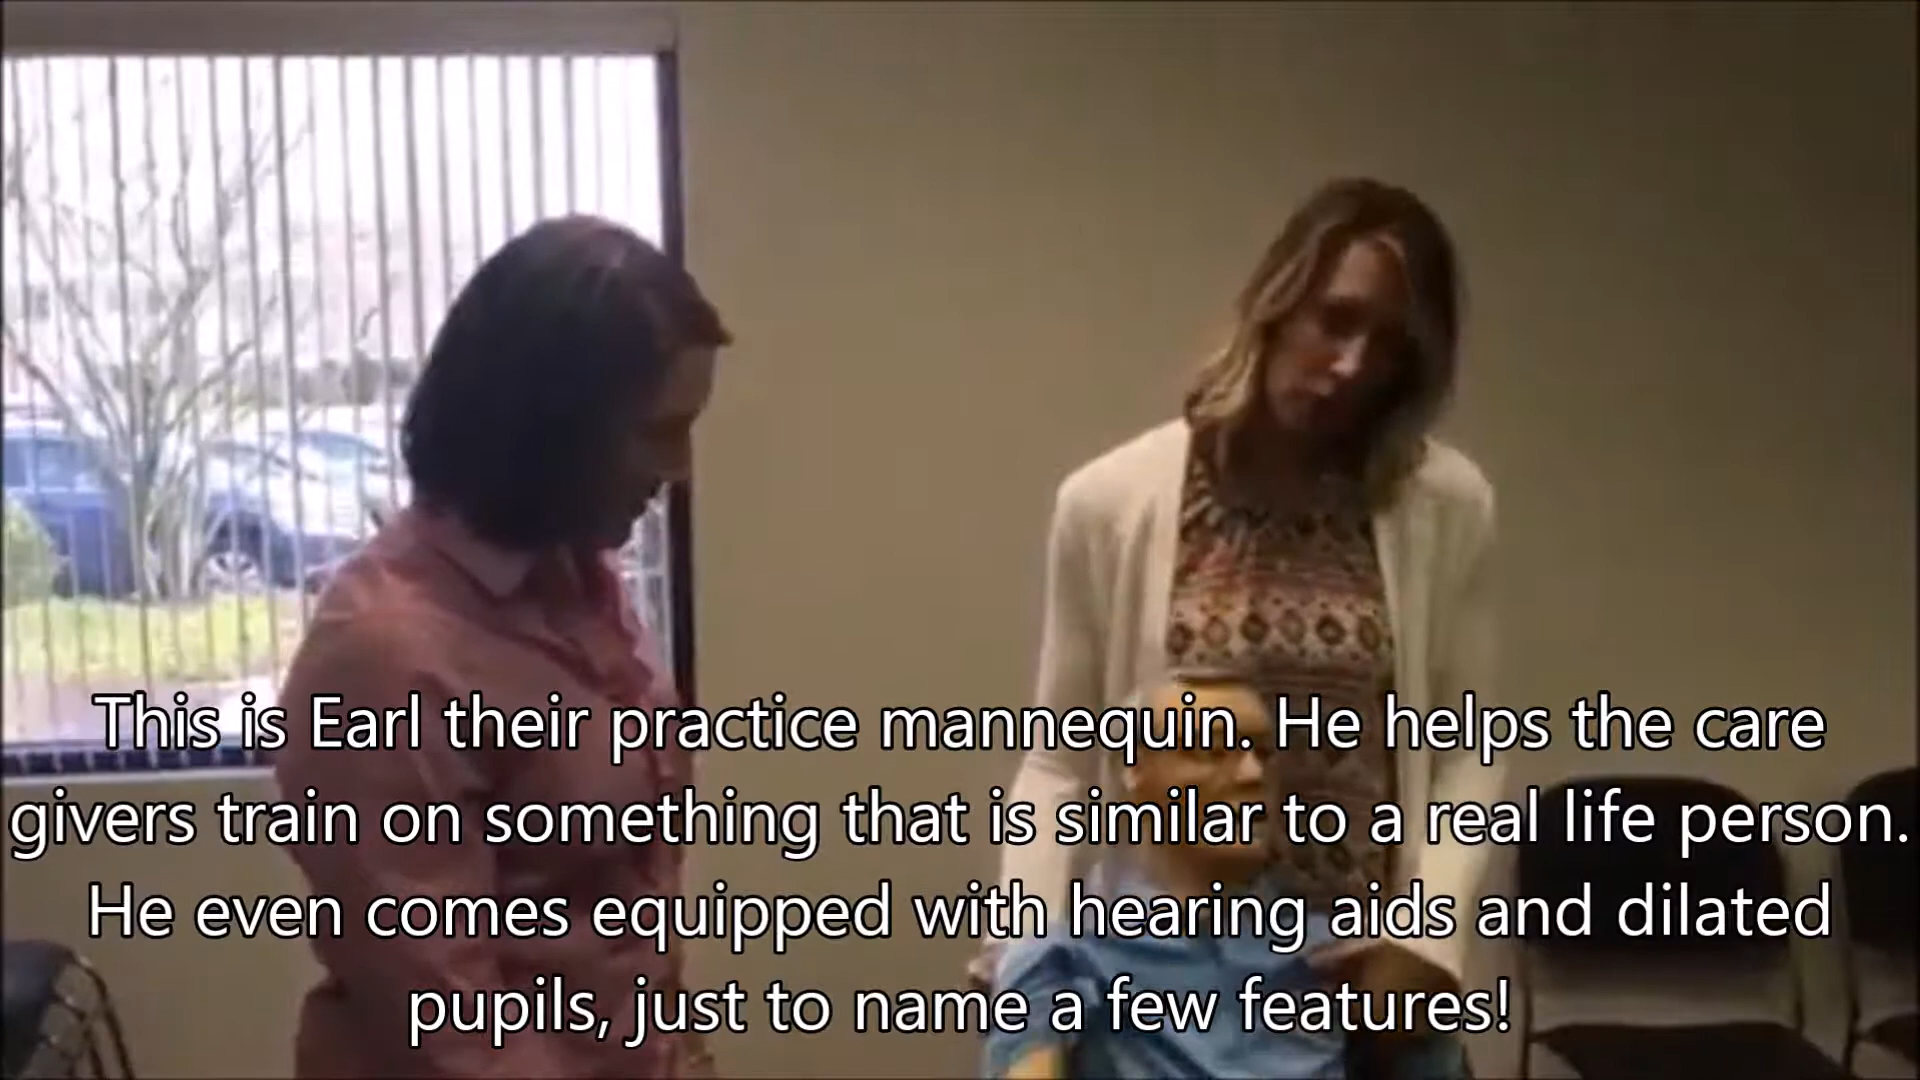 This is Earl their practice mannequin. He helps the care
givers train on something that is similar to a real life person.
He even comes equipped with hearing aids and dilated
pupils, just to name a few features!